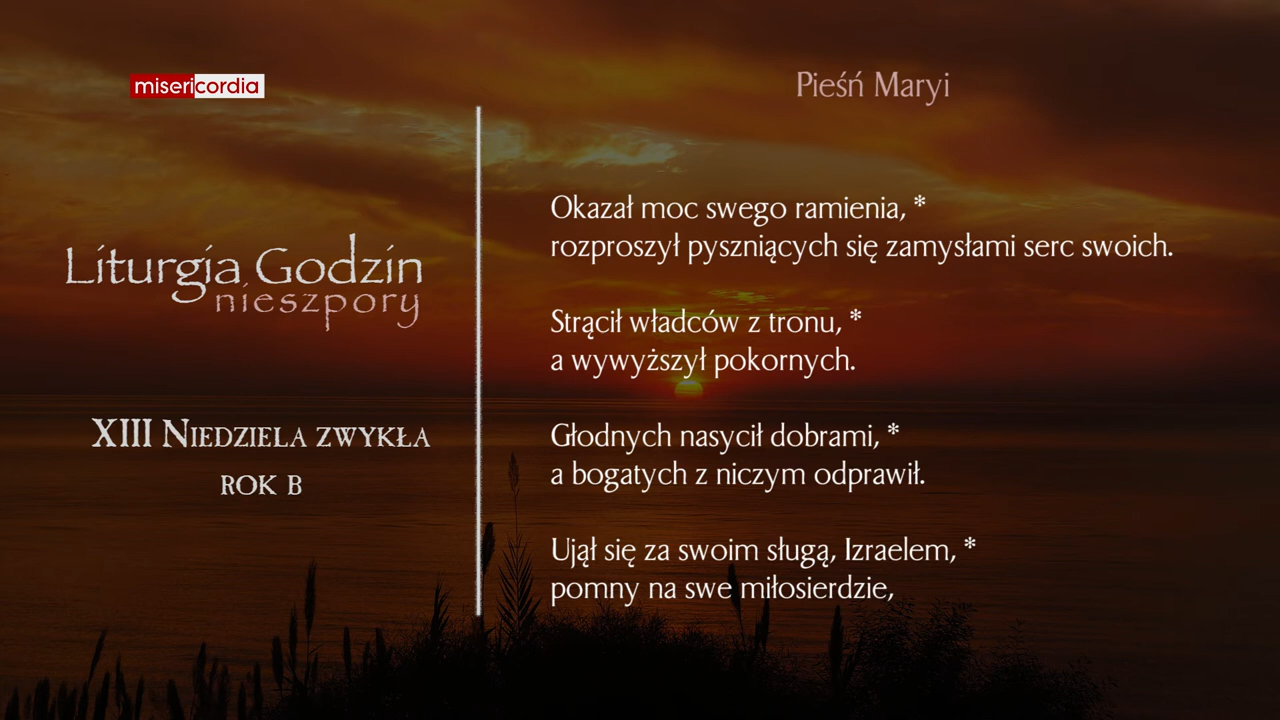 misericordia
Pieśń Maryi
Liturgia Godzin
nieszpory
XIII Niedziela zwykła
rok B
Okazał moc swego ramienia, *
rozproszył pyszniących się zamysłami serc swoich.
Strącił władców z tronu, *
a wywyższył pokornych.
Głodnych nasycił dobrami, *
a bogatych z niczym odprawił.
Ujął się za swoim sługą, Izraelem, *
pomny na swe miłosierdzie,